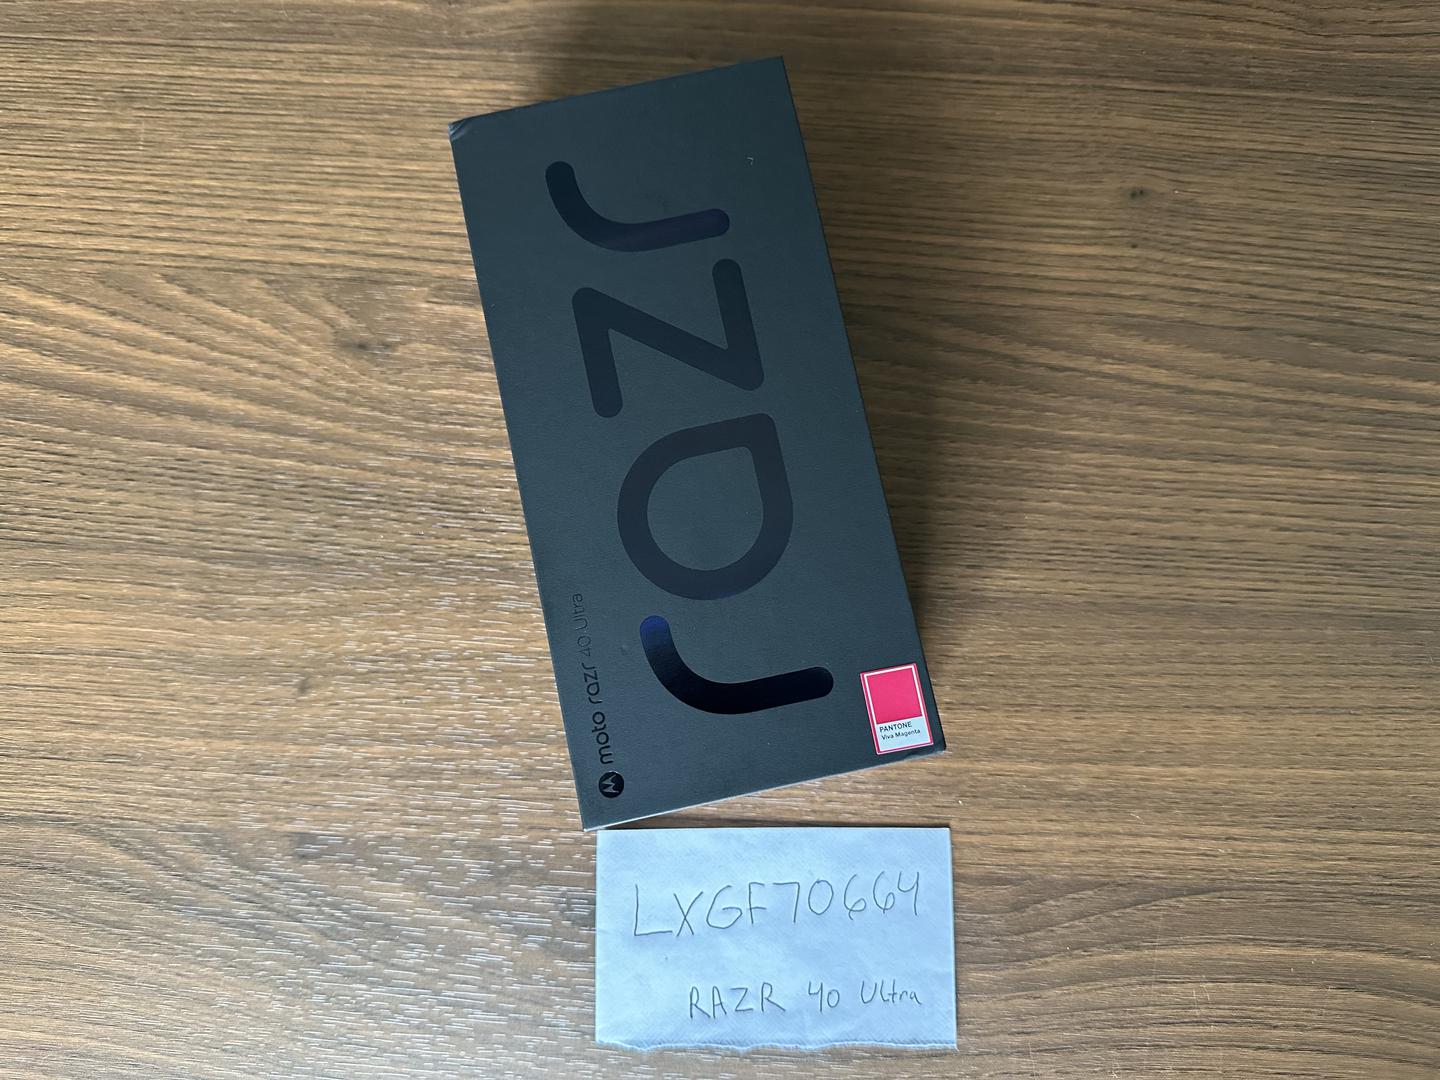 razr
moto razr 40 Ultra
PANTONE
Viva Magenta
LXGF70664
RAZR 40 Ultra